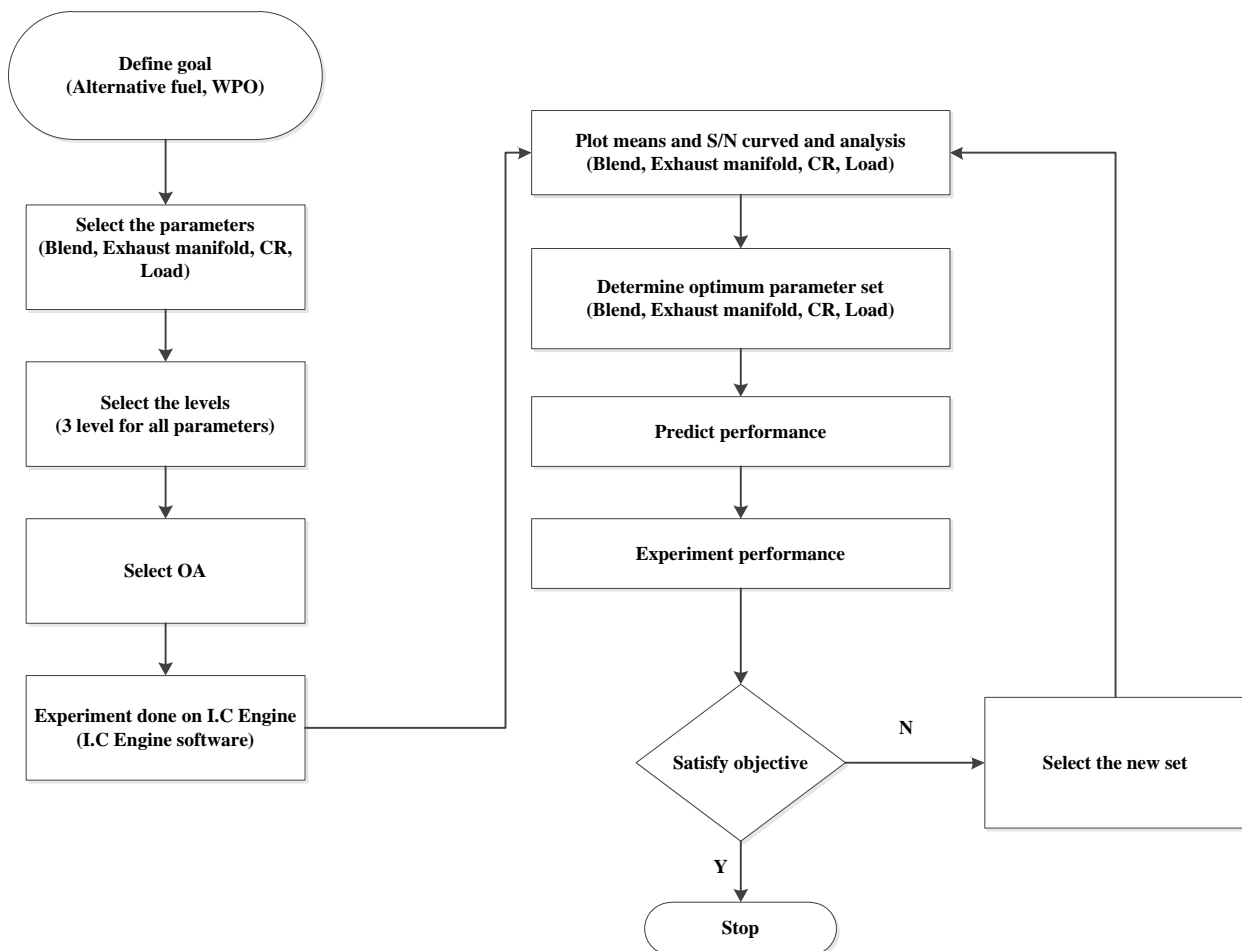 Define goal
(Alternative fuel, WPO)
Select the parameters
(Blend, Exhaust manifold, CR,
Load)
Select the levels
(3 level for all parameters)
Select OA
Experiment done on I.C Engine
(I.C Engine software)
Plot means and S/N curved and analysis
(Blend, Exhaust manifold, CR, Load)
Determine optimum parameter set
(Blend, Exhaust manifold, CR, Load)
Predict performance
Experiment performance
Satisfy objective
N
Select the new set
Y
Stop